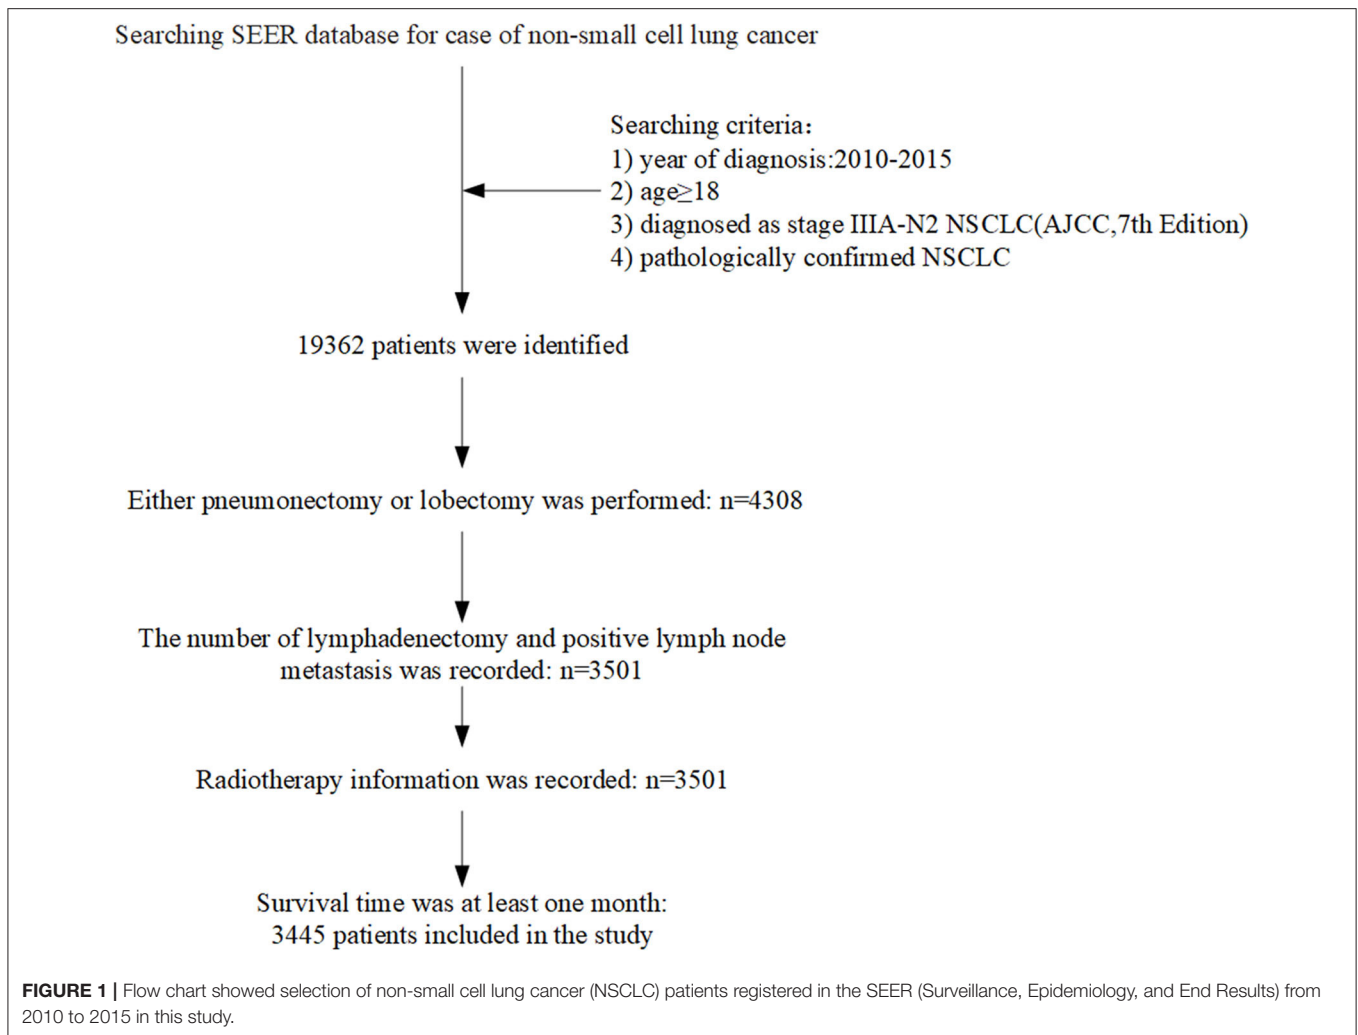 Searching SEER database for case of non-small cell lung cancer
Searching criteria:
1) year of diagnosis:2010-2015
2) age≥18
3) diagnosed as stage IIIA-N2 NSCLC(AJCC,7th Edition)
4) pathologically confirmed NSCLC
19362 patients were identified
Either pneumonectomy or lobectomy was performed: n=4308
The number of lymphadenectomy and positive lymph node
metastasis was recorded: n=3501
Radiotherapy information was recorded: n=3501
Survival time was at least one month:
3445 patients included in the study
FIGURE 1 | Flow chart showed selection of non-small cell lung cancer (NSCLC) patients registered in the SEER (Surveillance, Epidemiology, and End Results) from
2010 to 2015 in this study.